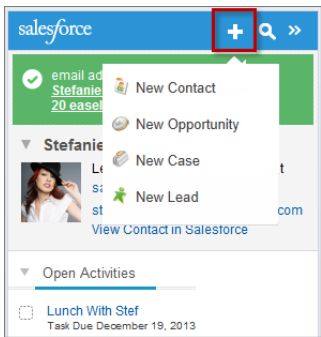 salesforce
email ad
Stefanie
20 easel
New Contact
New Opportunity
New Case
New Lead
Stefanie
Le t
sa
st com
View Contact in Salesforce
Open Activities
Lunch With Stef
Task Due December 19, 2013